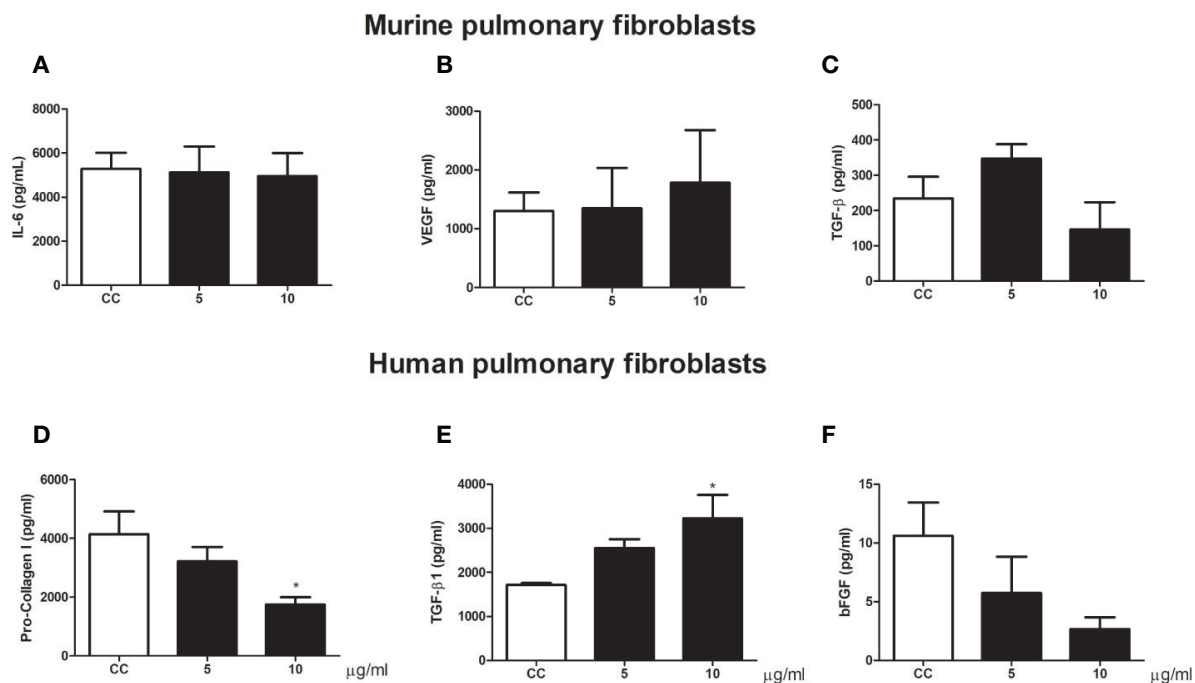 Murine pulmonary fibroblasts
A
B
C
IL-6 (pg/mL)
8000
6000
4000
2000
0
CC
5
10
VEGF (pg/ml)
3000
2000
1000
0
CC
5
10
TGF-β (pg/ml)
500
400
300
200
100
0
CC
5
10
Human pulmonary fibroblasts
D
E
F
Pro-Collagen I (pg/ml)
6000
4000
2000
0
*
CC
5
10
μg/ml
TGF-β1 (pg/ml)
4000
3000
2000
1000
0
*
CC
5
10
μg/ml
bFGF (pg/ml)
15
10
5
0
CC
5
10
μg/ml